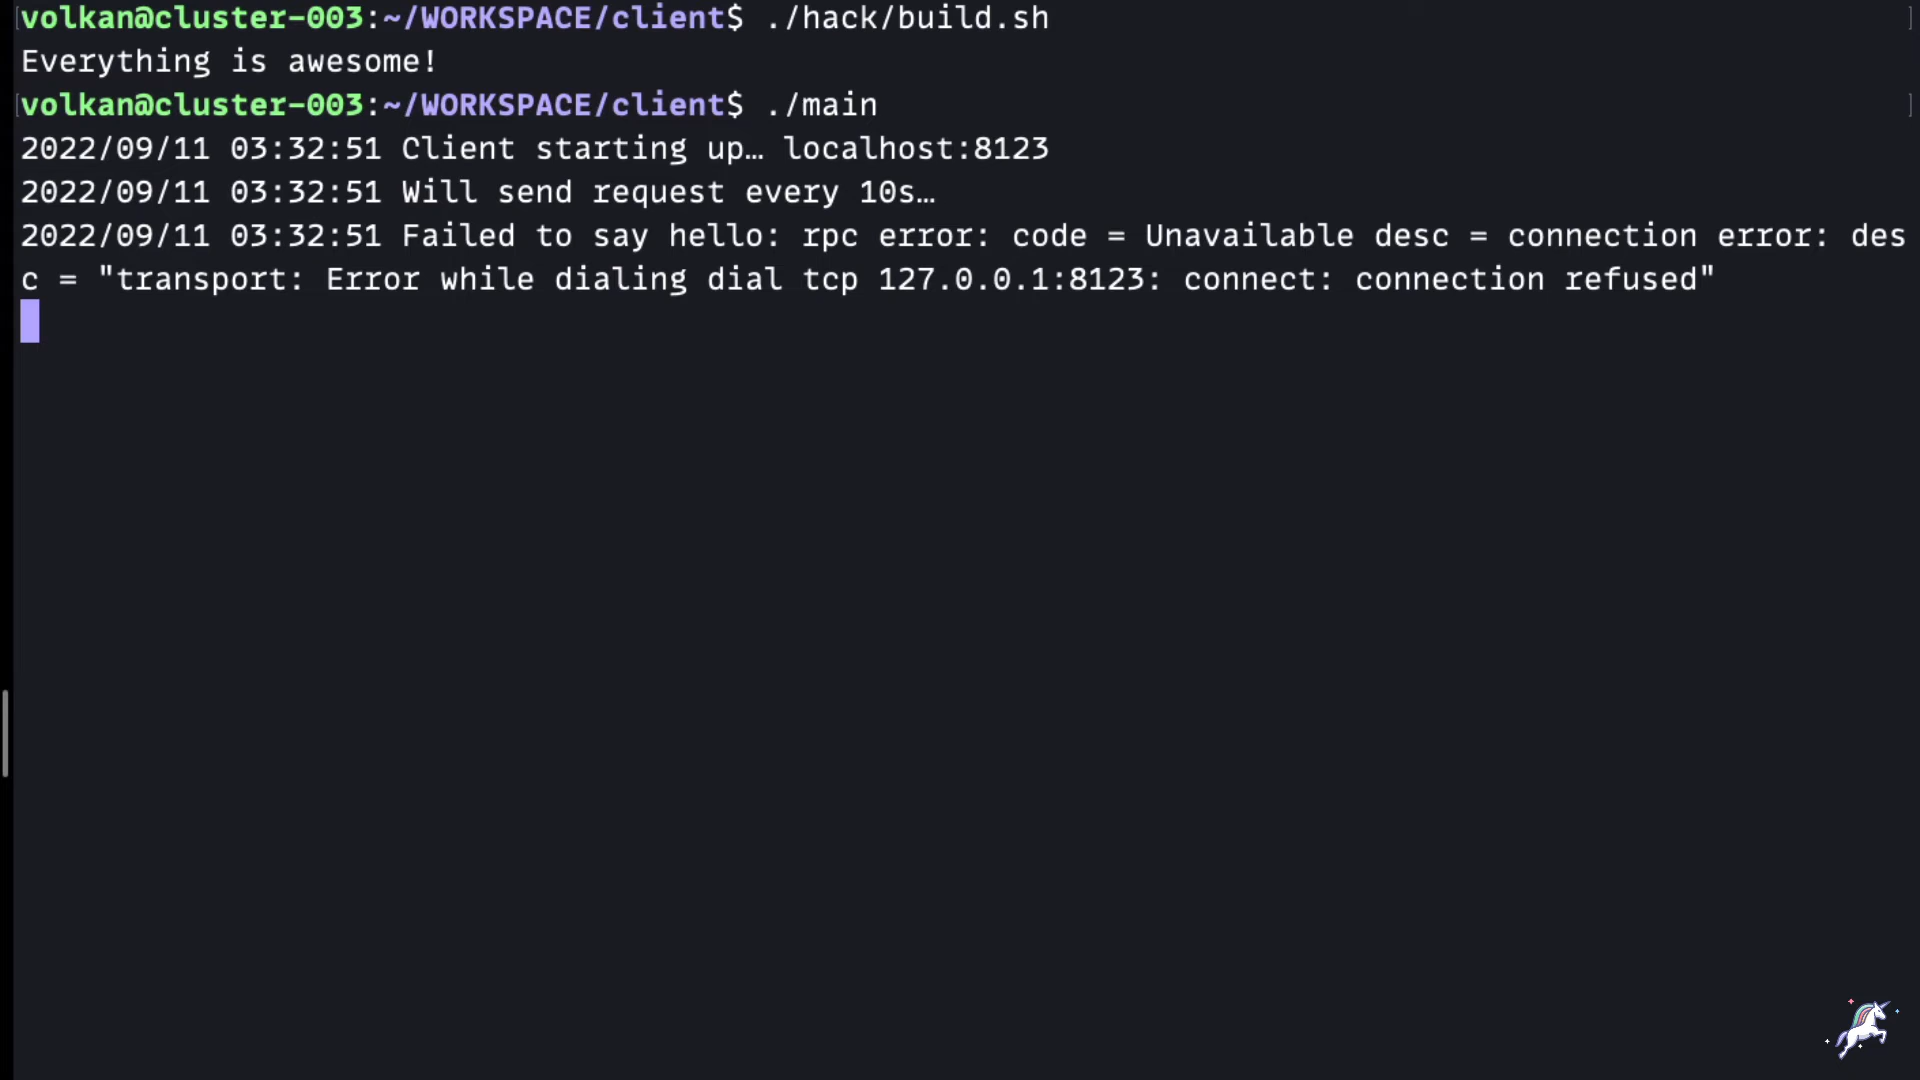 volkan@cluster-003:~/WORKSPACE/client$ ./hack/build.sh
Everything is awesome!
volkan@cluster-003:~/WORKSPACE/client$ ./main
2022/09/11 03:32:51 Client starting up… localhost:8123
2022/09/11 03:32:51 Will send request every 10s…
2022/09/11 03:32:51 Failed to say hello: rpc error: code = Unavailable desc = connection error: des
c = "transport: Error while dialing dial tcp 127.0.0.1:8123: connect: connection refused"